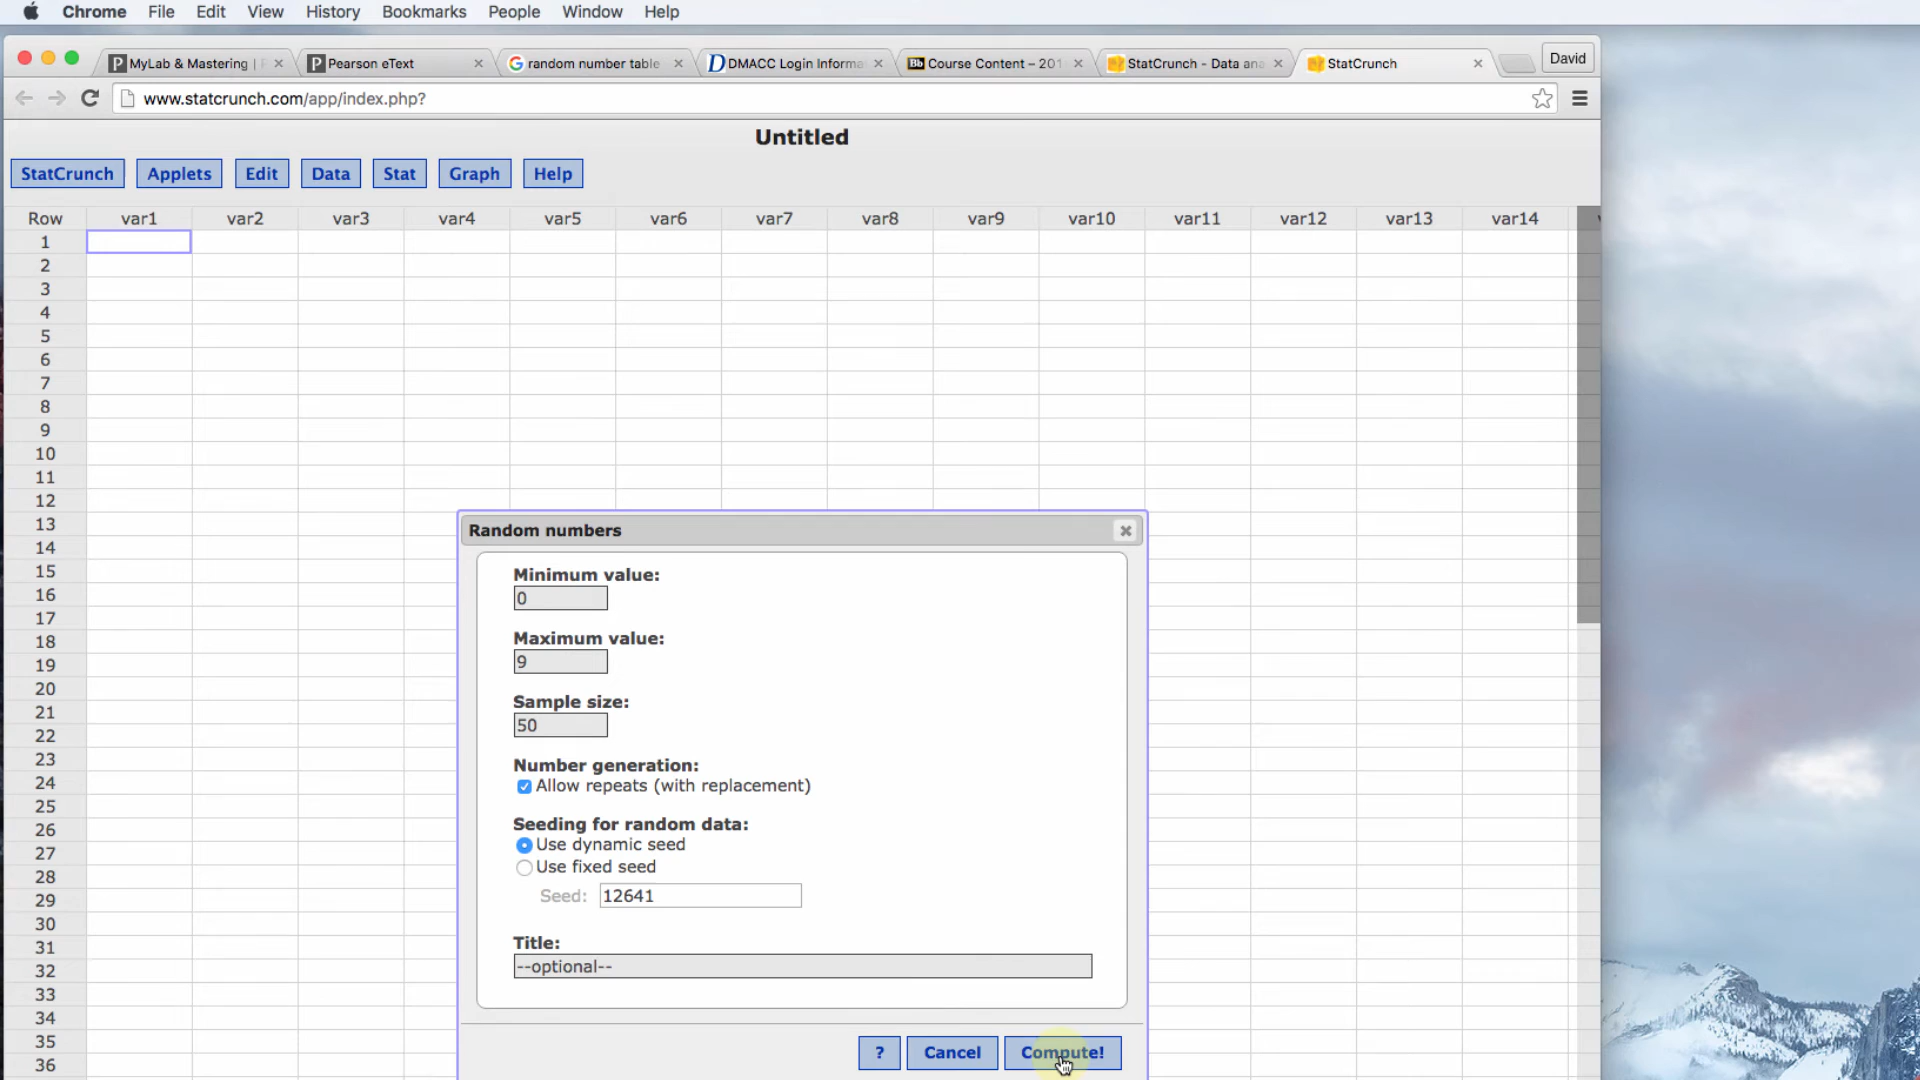 Chrome File Edit View History Bookmarks People Window Help
MyLab & Mastering | Pearson eText random number table DMACC Login Informa Course Content – 201 StatCrunch - Data ana StatCrunch David
www.statcrunch.com/app/index.php?
Untitled
StatCrunch Applets Edit Data Stat Graph Help
Row var1 var2 var3 var4 var5 var6 var7 var8 var9 var10 var11 var12 var13 var14
1
2
3
4
5
6
7
8
9
10
11
12
13
14
15
16
17
18
19
20
21
22
23
24
25
26
27
28
29
30
31
32
33
34
35
36
Random numbers
Minimum value:
0
Maximum value:
9
Sample size:
50
Number generation:
Allow repeats (with replacement)
Seeding for random data:
Use dynamic seed
Use fixed seed
Seed: 12641
Title:
--optional--
? Cancel Compute!